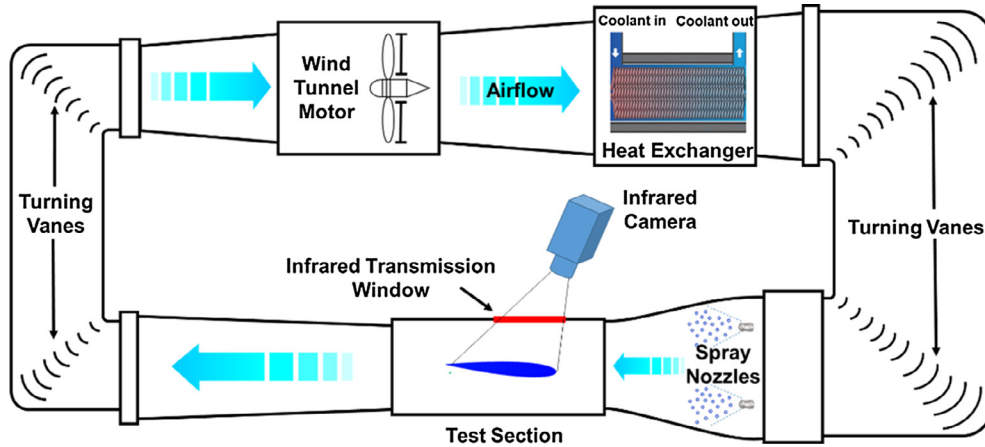 Coolant in
Coolant out
Wind
Tunnel
Motor
Airflow
Heat Exchanger
Turning
Vanes
Infrared
Camera
Turning Vanes
Infrared Transmission
Window
Spray
Nozzles
Test Section